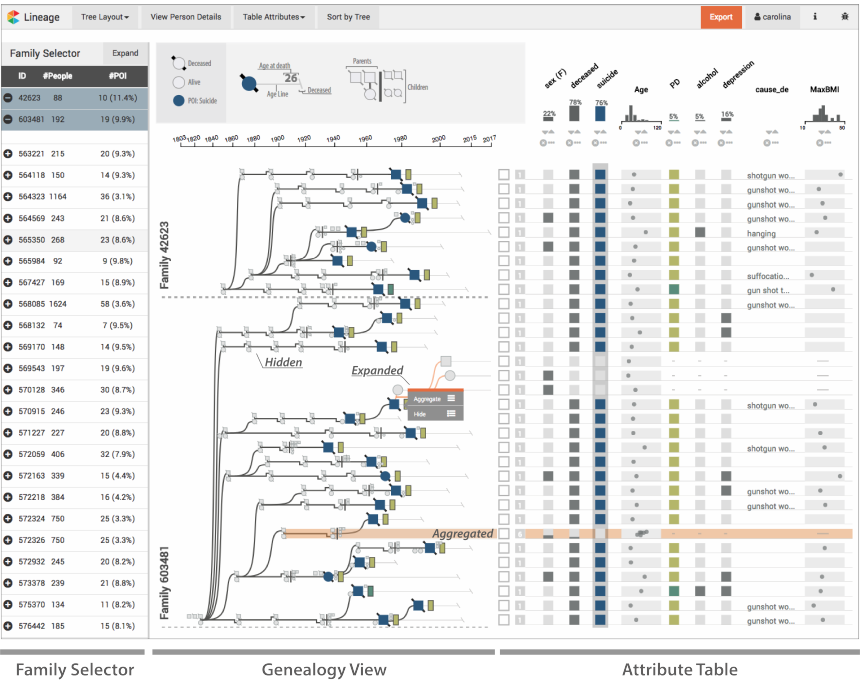 Lineage Tree Layout View Person Details Table Attributes Sort by Tree Export carolina i
Family Selector Expand
ID #People #POI
42623 88 10 (11.4%)
603481 192 19 (9.9%)
563221 215 20 (9.3%)
564118 150 14 (9.3%)
564323 1164 36 (3.1%)
564569 243 21 (8.6%)
565350 268 23 (8.6%)
565984 92 9 (9.8%)
567427 169 15 (8.9%)
568085 1624 58 (3.6%)
568132 74 7 (9.5%)
569170 148 14 (9.5%)
569543 197 19 (9.6%)
570128 346 30 (8.7%)
570915 246 23 (9.3%)
571227 227 20 (8.8%)
572059 406 32 (7.9%)
572163 339 15 (4.4%)
572218 384 16 (4.2%)
572324 750 25 (3.3%)
572326 750 25 (3.3%)
572932 245 20 (8.2%)
573378 239 21 (8.8%)
575370 134 11 (8.2%)
576442 185 15 (8.1%)
Deceased
Alive
POI: Suicide
Age at death
26
Age Line
Deceased
Parents
Children
1803 1820 1840 1860 1880 1900 1920 1940 1960 1980 2000 2015 2017
Family 42623
Family 603481
Hidden
Expanded
Aggregate
Hide
Aggregated
sex (F) deceased suicide Age PD alcohol depression cause_de MaxBMI
22% 78% 76% 5% 5% 16%
0 120 10 50
shotgun wo...
gunshot wo...
gunshot wo...
gunshot wo...
hanging
gunshot wo...
suffocatio...
gun shot t...
gunshot wo...
shotgun wo...
shotgun wo...
gunshot wo...
gunshot wo...
gunshot wo...
gunshot wo...
Family Selector Genealogy View Attribute Table